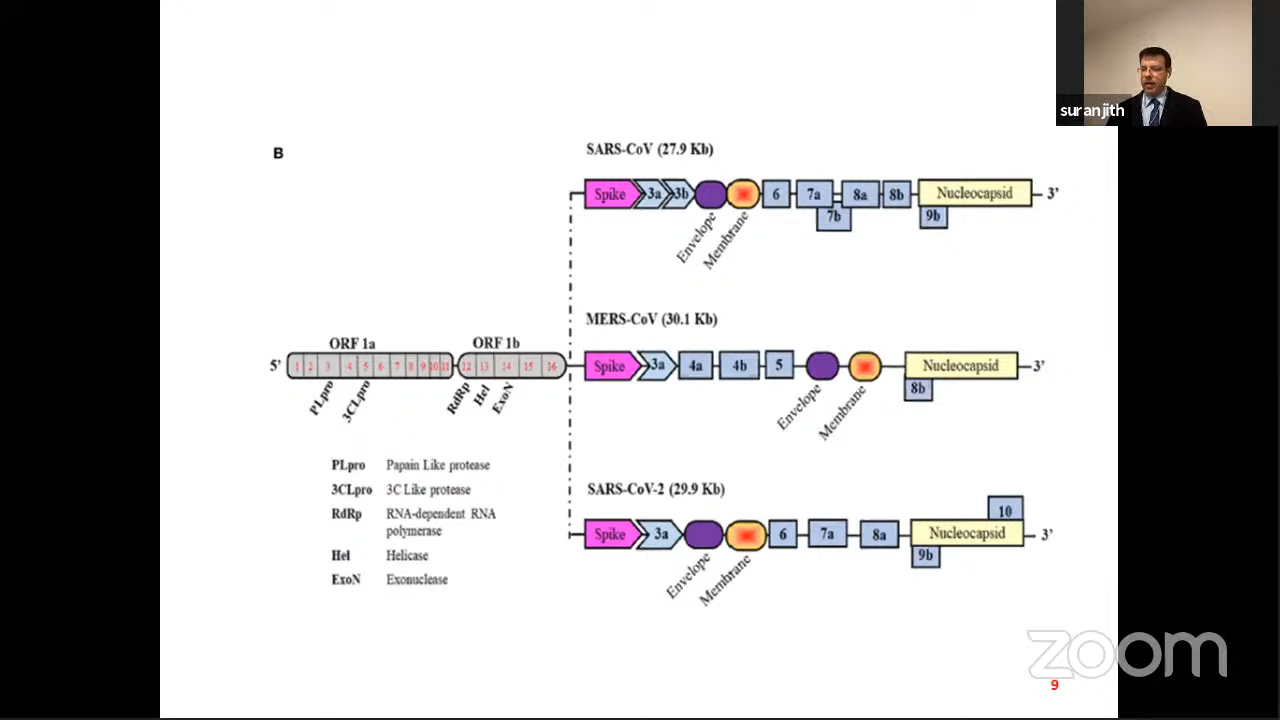 suranjith
B
SARS-CoV (27.9 Kb)
Spike 3a 3b 6 7a 8a 8b Nucleocapsid 3’
7b 9b
Envelope
Membrane
MERS-CoV (30.1 Kb)
ORF 1a ORF 1b
5’ 1 2 3 4 5 6 7 8 9 10 11 12 13 14 15 16 Spike 3a 4a 4b 5 Nucleocapsid 3’
8b
PLpro 3CLpro RdRp Hel ExoN
Envelope
Membrane
PLpro Papain Like protease
3CLpro 3C Like protease
RdRp RNA-dependent RNA
polymerase
Hel Helicase
ExoN Exonuclease
SARS-CoV-2 (29.9 Kb)
10
Spike 3a 6 7a 8a Nucleocapsid 3’
9b
Envelope
Membrane
zoom
9